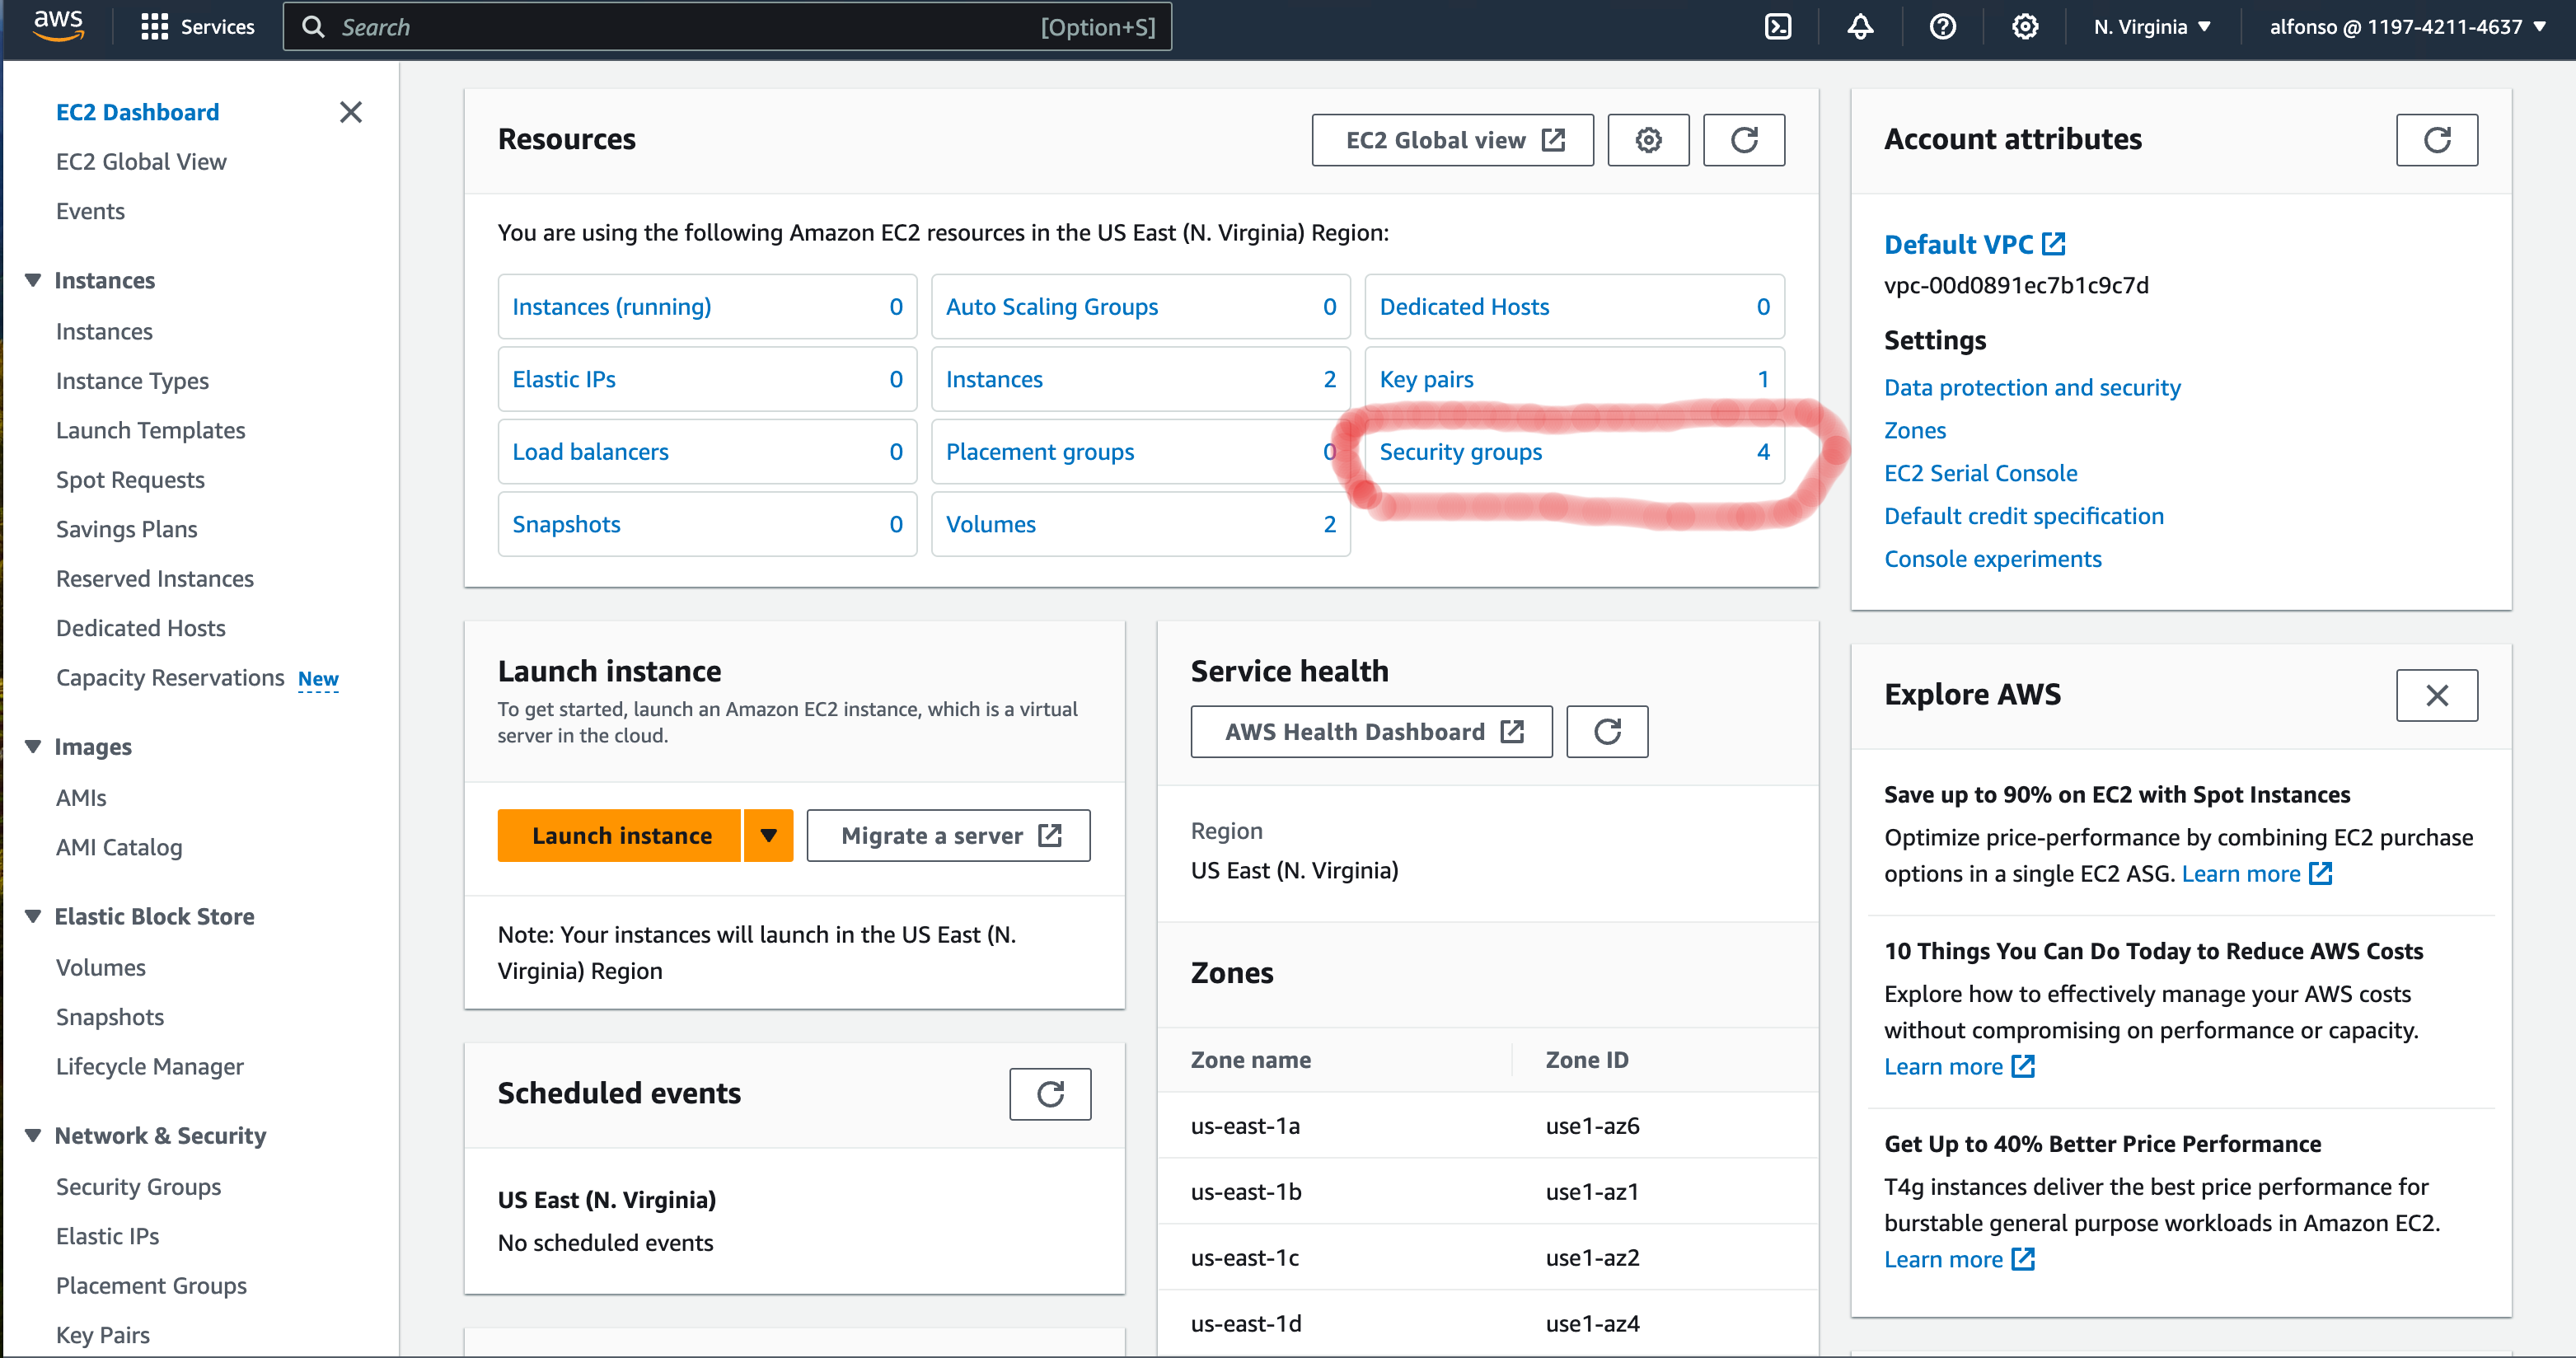 aws
Services
Search
[Option+S]
N. Virginia
alfonso @ 1197-4211-4637
EC2 Dashboard
EC2 Global View
Events
Instances
Instances
Instance Types
Launch Templates
Spot Requests
Savings Plans
Reserved Instances
Dedicated Hosts
Capacity Reservations New
Images
AMIs
AMI Catalog
Elastic Block Store
Volumes
Snapshots
Lifecycle Manager
Network & Security
Security Groups
Elastic IPs
Placement Groups
Key Pairs
Resources
EC2 Global view
You are using the following Amazon EC2 resources in the US East (N. Virginia) Region:
Instances (running) 0
Auto Scaling Groups 0
Dedicated Hosts 0
Elastic IPs 0
Instances 2
Key pairs 1
Load balancers 0
Placement groups 0
Security groups 4
Snapshots 0
Volumes 2
Launch instance
To get started, launch an Amazon EC2 instance, which is a virtual
server in the cloud.
Launch instance
Migrate a server
Note: Your instances will launch in the US East (N.
Virginia) Region
Scheduled events
US East (N. Virginia)
No scheduled events
Service health
AWS Health Dashboard
Region
US East (N. Virginia)
Zones
Zone name Zone ID
us-east-1a use1-az6
us-east-1b use1-az1
us-east-1c use1-az2
us-east-1d use1-az4
Account attributes
Default VPC
vpc-00d0891ec7b1c9c7d
Settings
Data protection and security
Zones
EC2 Serial Console
Default credit specification
Console experiments
Explore AWS
Save up to 90% on EC2 with Spot Instances
Optimize price-performance by combining EC2 purchase
options in a single EC2 ASG. Learn more
10 Things You Can Do Today to Reduce AWS Costs
Explore how to effectively manage your AWS costs
without compromising on performance or capacity.
Learn more
Get Up to 40% Better Price Performance
T4g instances deliver the best price performance for
burstable general purpose workloads in Amazon EC2.
Learn more